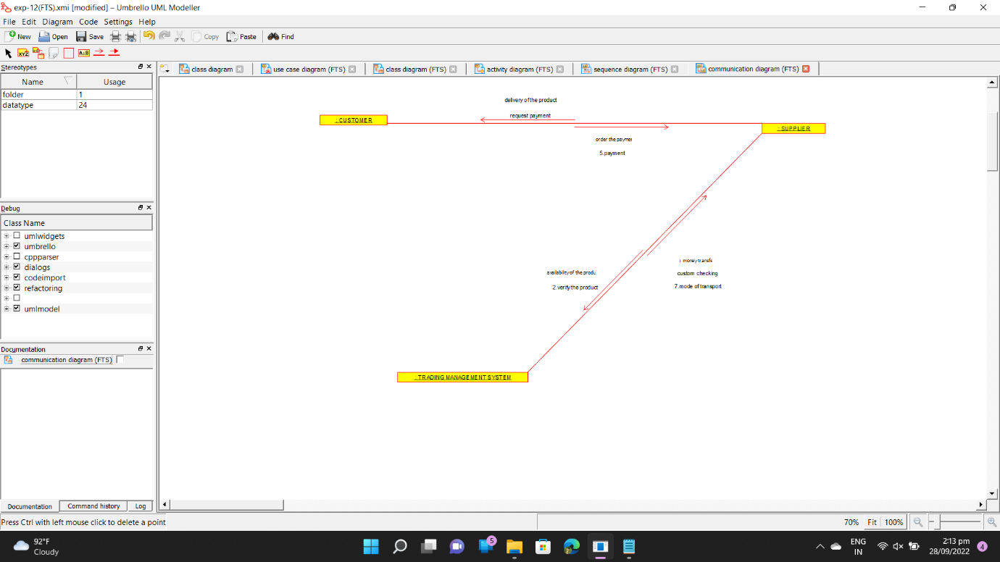 exp-12(FTS).xmi [modified] – Umbrello UML Modeller
File Edit Diagram Code Settings Help
New Open Save Copy Paste Find
XYZ A:B
Stereotypes
Name Usage
folder 1
datatype 24
Debug
Class Name
umlwidgets
umbrello
cppparser
dialogs
codeimport
refactoring
umlmodel
Documentation
communication diagram (FTS)
Documentation Command history Log
class diagram use case diagram (FTS) class diagram (FTS) activity diagram (FTS) sequence diagram (FTS) communication diagram (FTS)
delivery of the product
request payment
: CUSTOMER
: SUPPLIER
order the paymer
5.payment
: money transfe
custom checking
7.mode of transport
availability of the produ
2.verify the product
: TRADING MANAGEMENT SYSTEM
Press Ctrl with left mouse click to delete a point
70% Fit 100%
92°F
Cloudy
5
ENG
IN
2:13 pm
28/09/2022
4